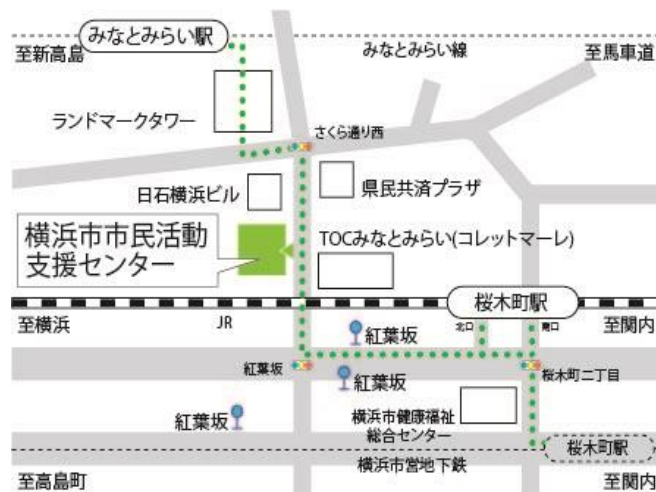 みなとみらい駅
至新高島
みなとみらい線
至馬車道
ランドマークタワー
さくら通り西
日石横浜ビル
県民共済プラザ
横浜市市民活動
支援センター
TOCみなとみらい(コレットマーレ)
桜木町駅
至横浜
JR
北口
南口
至関内
紅葉坂
紅葉坂
紅葉坂
桜木町二丁目
紅葉坂
横浜市健康福祉
総合センター
桜木町駅
横浜市営地下鉄
至高島町
至関内